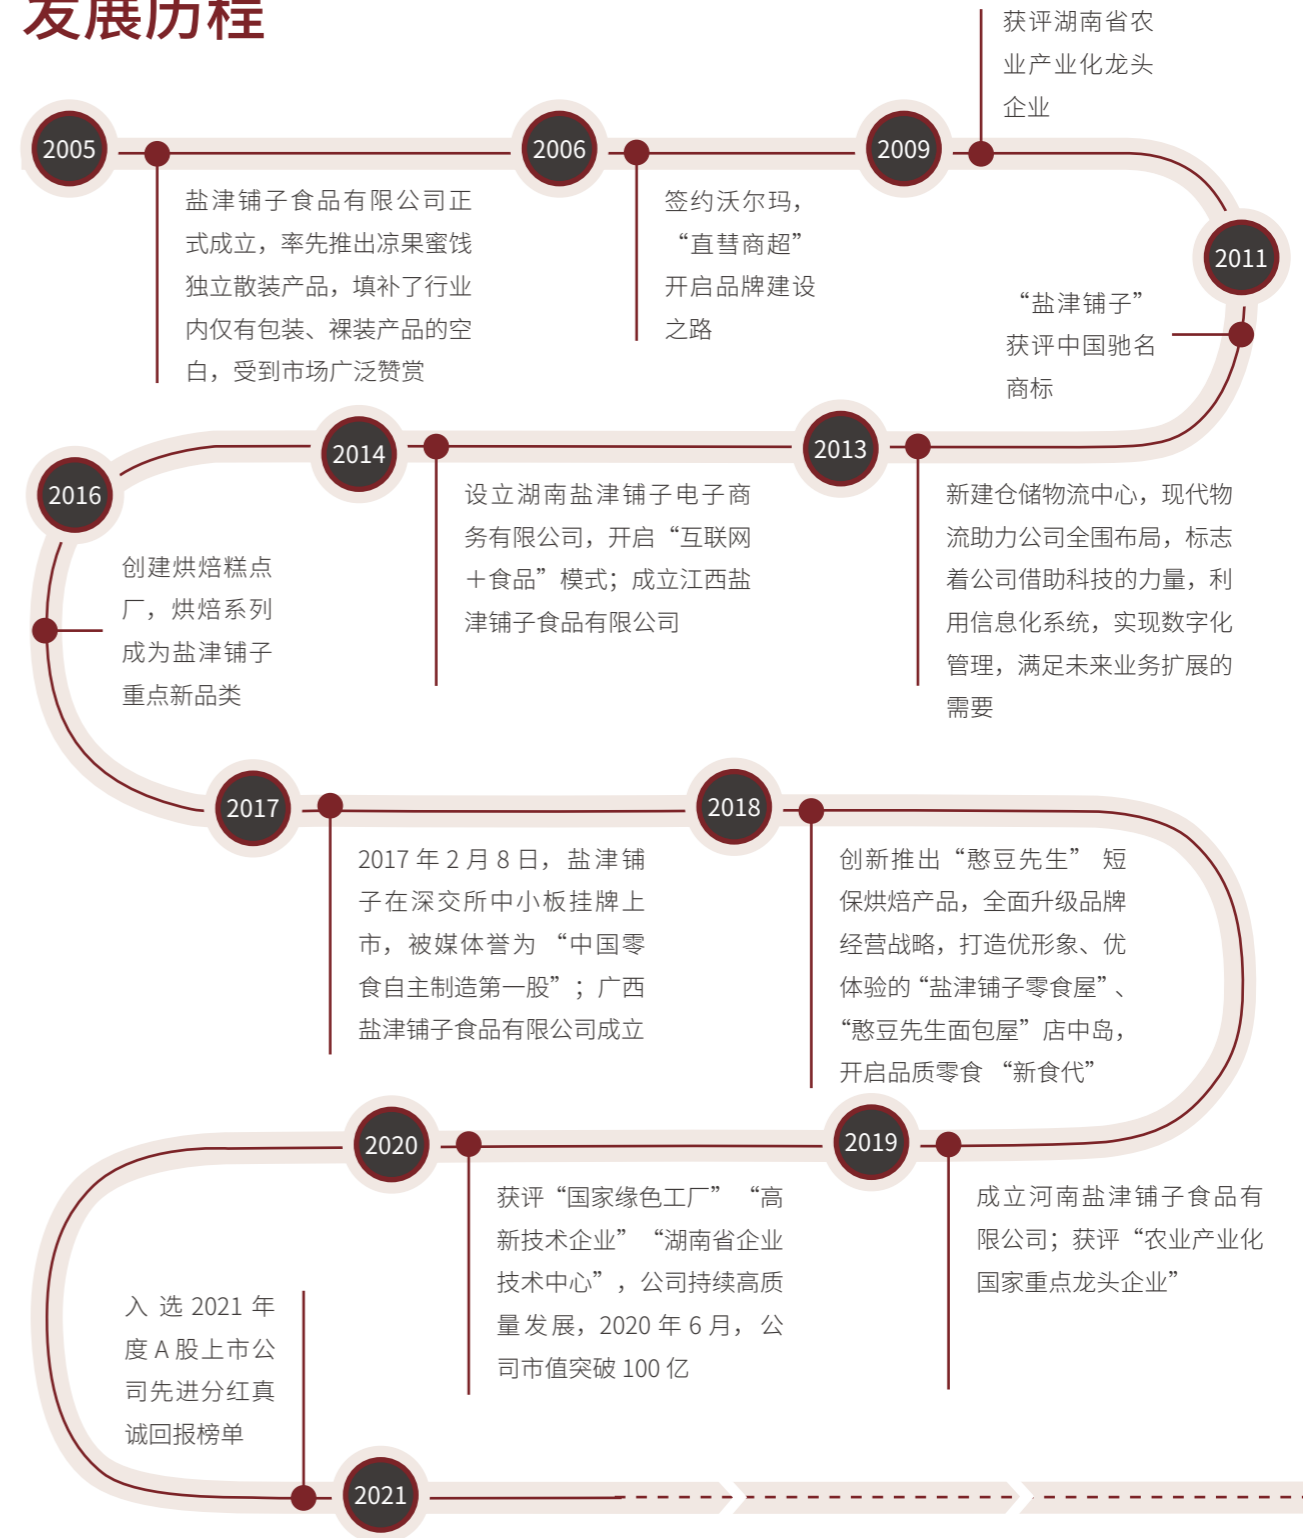 发展历程
2005
盐津铺子食品有限公司正
式成立，率先推出凉果蜜饯
独立散装产品，填补了行业
内仅有包装、裸装产品的空
白，受到市场广泛赞赏
2006
签约沃尔玛，
“直彗商超”
开启品牌建设
之路
2009
获评湖南省农
业产业化龙头
企业
2011
“盐津铺子”
获评中国驰名
商标
2013
新建仓储物流中心，现代物
流助力公司全围布局，标志
着公司借助科技的力量，利
用信息化系统，实现数字化
管理，满足未来业务扩展的
需要
2014
设立湖南盐津铺子电子商
务有限公司，开启“互联网
＋食品”模式；成立江西盐
津铺子食品有限公司
2016
创建烘焙糕点
厂，烘焙系列
成为盐津铺子
重点新品类
2017
2017 年 2 月 8 日，盐津铺
子在深交所中小板挂牌上
市，被媒体誉为 “中国零
食自主制造第一股”；广西
盐津铺子食品有限公司成立
2018
创新推出“憨豆先生” 短
保烘焙产品，全面升级品牌
经营战略，打造优形象、优
体验的“盐津铺子零食屋”、
“憨豆先生面包屋”店中岛，
开启品质零食 “新食代”
2019
成立河南盐津铺子食品有
限公司；获评“农业产业化
国家重点龙头企业”
2020
获评“国家缘色工厂” “高
新技术企业” “湖南省企业
技术中心”，公司持续高质
量发展，2020 年 6 月，公
司市值突破 100 亿
2021
入 选 2021 年
度 A 股上市公
司先进分红真
诚回报榜单